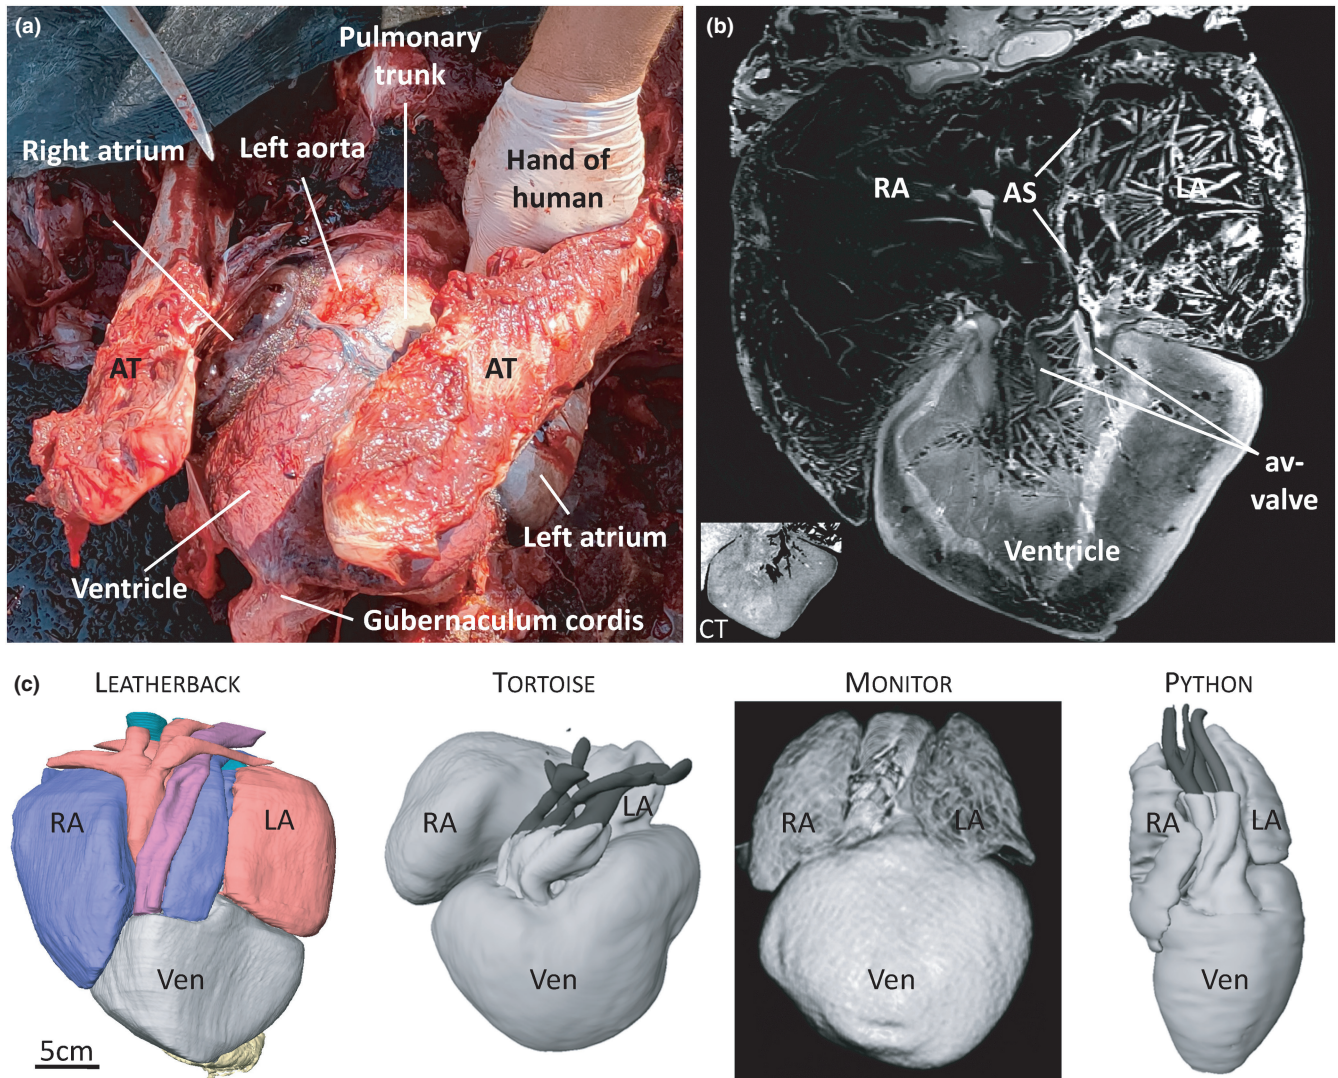 (a)
Pulmonary
trunk
Right atrium
Left aorta
Hand of
human
AT
AT
Left atrium
Ventricle
Gubernaculum cordis
(b)
RA
AS
LA
av-
valve
Ventricle
CT
(c)
LEATHERBACK
RA
LA
Ven
5cm
TORTOISE
RA
LA
Ven
MONITOR
RA
LA
Ven
PYTHON
RA
LA
Ven